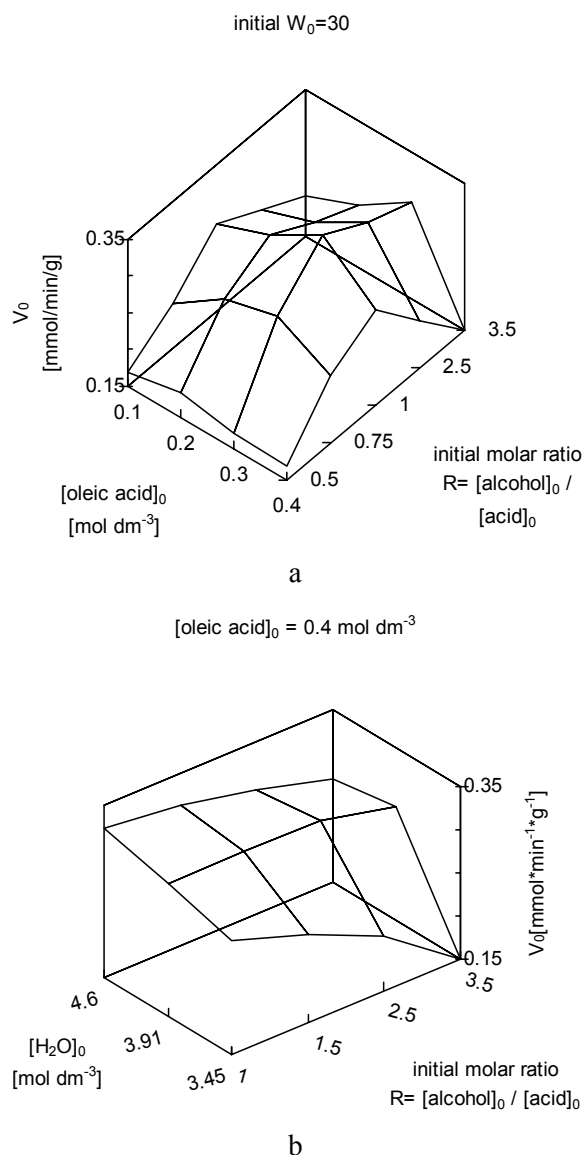 initial W₀=30
0.35
V₀
[mmol/min/g]
0.15
0.1
0.2
0.3
0.4
[oleic acid]₀
[mol dm⁻³]
0.5
0.75
1
2.5
3.5
initial molar ratio
R= [alcohol]₀ /
[acid]₀
a
[oleic acid]₀ = 0.4 mol dm⁻³
0.35
V₀[mmol*min⁻¹*g⁻¹]
0.15
4.6
3.91
3.45
[H₂O]₀
[mol dm⁻³]
1
1.5
2.5
3.5
initial molar ratio
R= [alcohol]₀ / [acid]₀
b